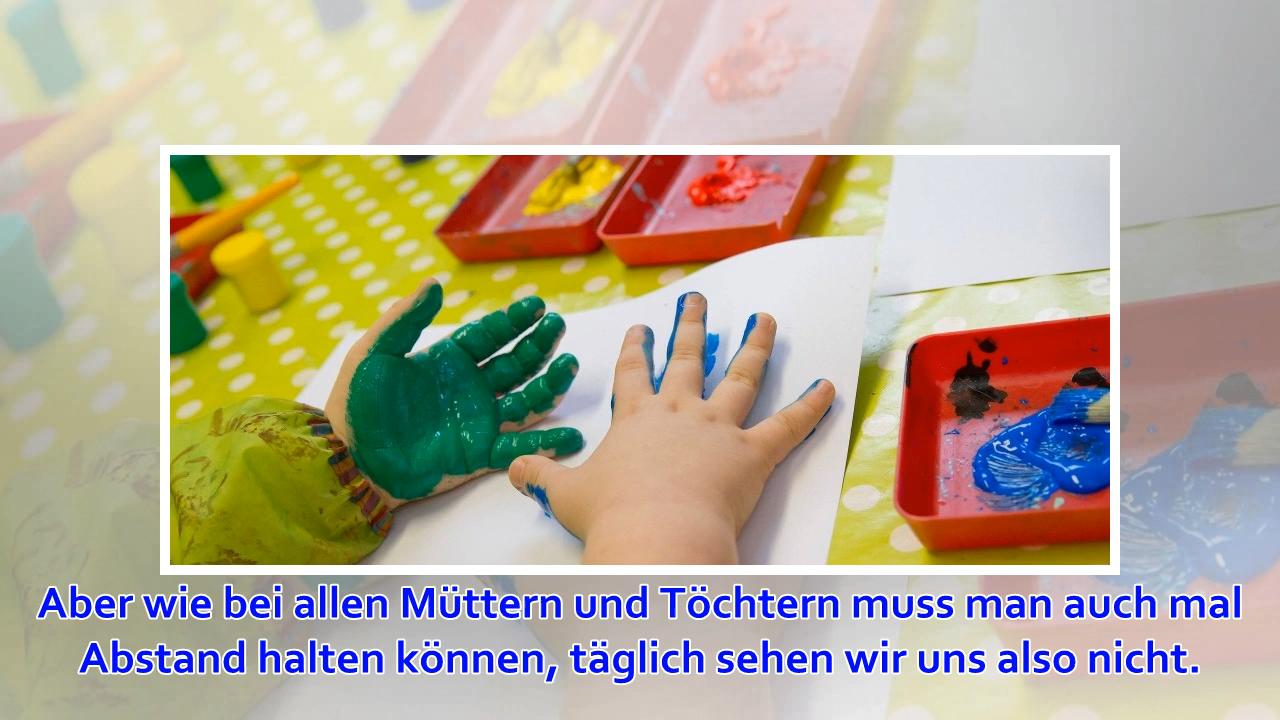 Aber wie bei allen Müttern und Töchtern muss man auch mal
Abstand halten können, täglich sehen wir uns also nicht.